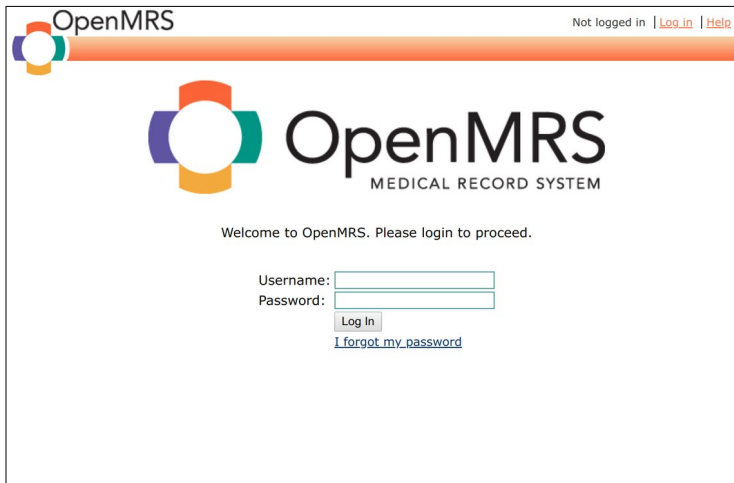 OpenMRS
Not logged in | Log in | Help
OpenMRS
MEDICAL RECORD SYSTEM
Welcome to OpenMRS. Please login to proceed.
Username:
Password:
Log In
I forgot my password